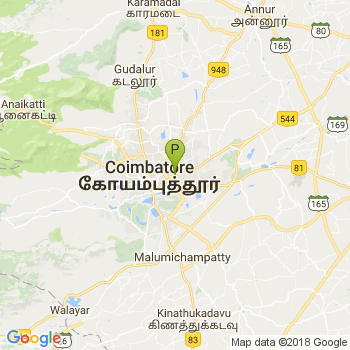 Karamadai
காரமடை
Annur
அன்னூர்
80
181
165
Gudalur
கடலூர்
948
Anaikatti
ஆனைகட்டி
544
P
Coimbatore
கோயம்புத்தூர்
81
165
Malumichampatty
Walayar
Kinathukadavu
கிணத்துக்கடவு
83
Google
Map data ©2018 Google